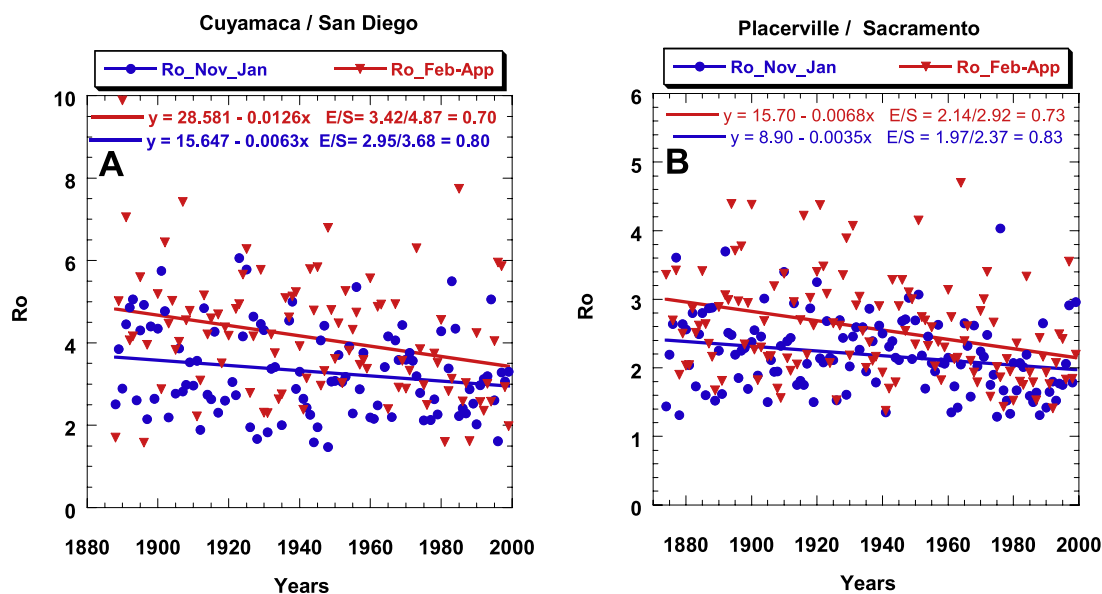 Cuyamaca / San Diego
Ro_Nov_Jan Ro_Feb-App
10
8
6
4
2
0
y = 28.581 - 0.0126x E/S= 3.42/4.87 = 0.70
y = 15.647 - 0.0063x E/S= 2.95/3.68 = 0.80
A
Ro
1880 1900 1920 1940 1960 1980 2000
Years
Placerville / Sacramento
Ro_Nov_Jan Ro_Feb-App
6
5
4
3
2
1
0
y = 15.70 - 0.0068x E/S = 2.14/2.92 = 0.73
y = 8.90 - 0.0035x E/S = 1.97/2.37 = 0.83
B
Ro
1880 1900 1920 1940 1960 1980 2000
Years